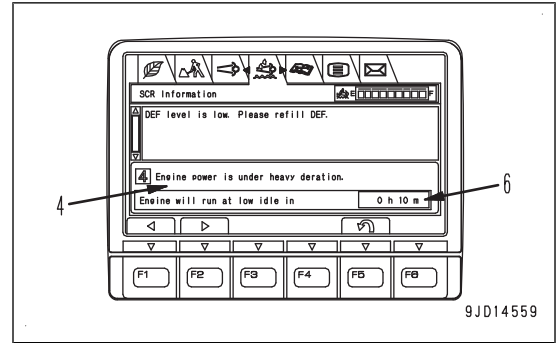 SCR Information
E F
DEF level is low. Please refill DEF.
4 Engine power is under heavy deration.
Engine will run at low idle in 0 h 10 m
4
6
F1 F2 F3 F4 F5 F6
9JD14559